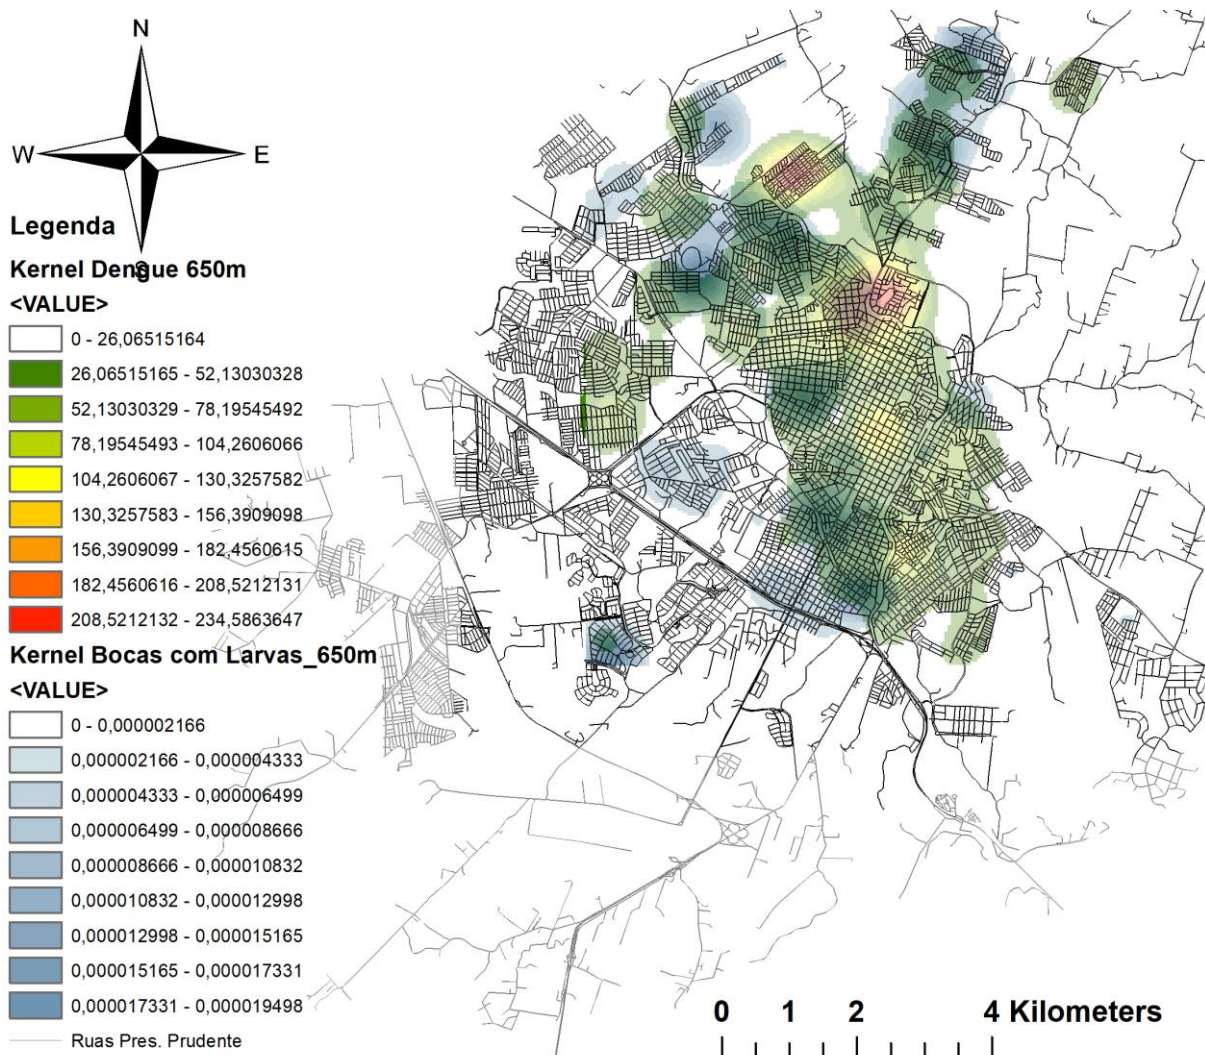 N
W
E
S
Legenda
Kernel Dengue 650m
<VALUE>
0 - 26,06515164
26,06515165 - 52,13030328
52,13030329 - 78,19545492
78,19545493 - 104,2606066
104,2606067 - 130,3257582
130,3257583 - 156,3909098
156,3909099 - 182,4560615
182,4560616 - 208,5212131
208,5212132 - 234,5863647
Kernel Bocas com Larvas_650m
<VALUE>
0 - 0,000002166
0,000002166 - 0,000004333
0,000004333 - 0,000006499
0,000006499 - 0,000008666
0,000008666 - 0,000010832
0,000010832 - 0,000012998
0,000012998 - 0,000015165
0,000015165 - 0,000017331
0,000017331 - 0,000019498
Ruas Pres. Prudente
0 1 2 4 Kilometers